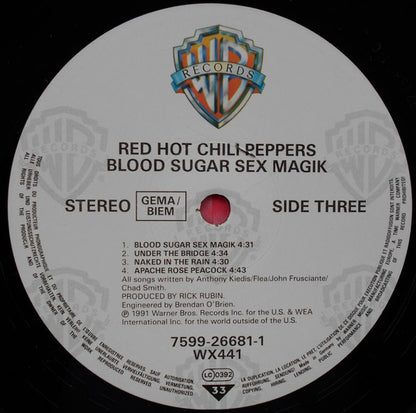 WB
RECORDS
RED HOT CHILI PEPPERS
BLOOD SUGAR SEX MAGIK
STEREO
GEMA/
BIEM
SIDE THREE
1. BLOOD SUGAR SEX MAGIK 4:31
2. UNDER THE BRIDGE 4:34
3. NAKED IN THE RAIN 4:30
4. APACHE ROSE PEACOCK 4:43
All songs written by Anthony Kiedis/Flea/John Frusciante/
Chad Smith.
PRODUCED BY RICK RUBIN.
Engineered by Brendan O'Brien.
℗ 1991 Warner Bros. Records Inc. for the U.S. & WEA
International Inc. for the world outside of the U.S.
7599-26681-1
WX441
LC 0392
33